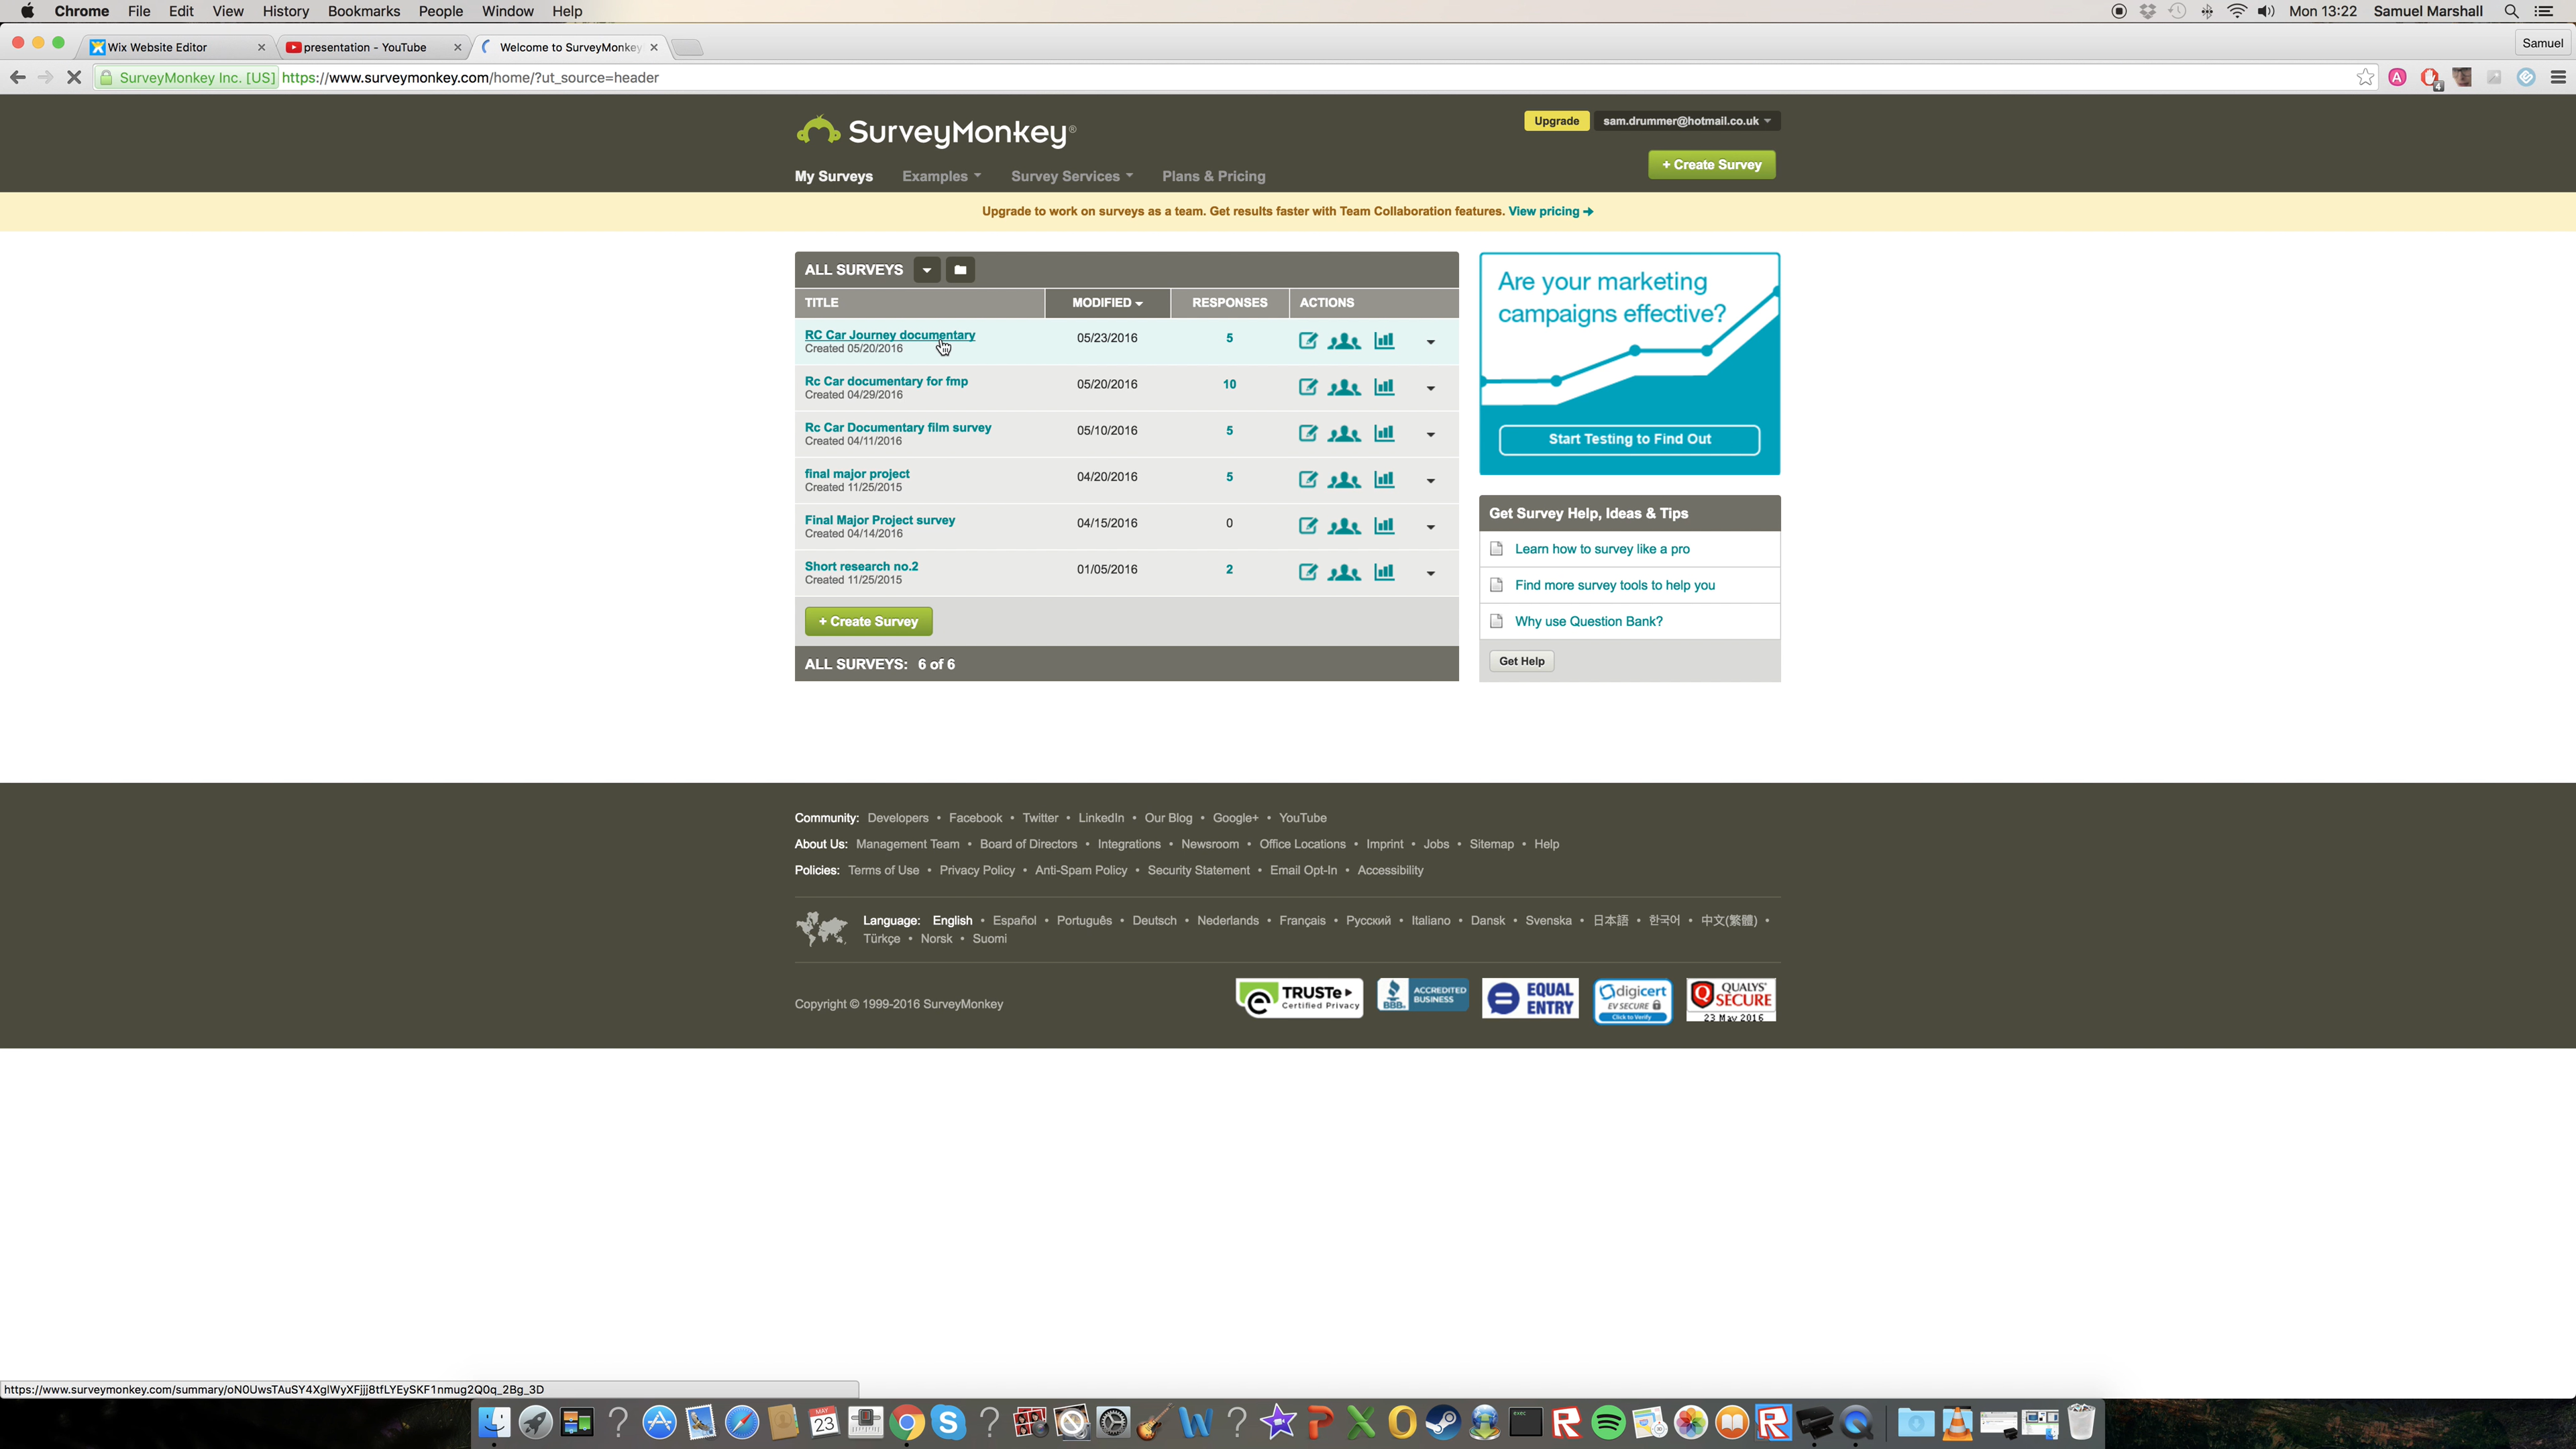 Chrome File Edit View History Bookmarks People Window Help
Mon 13:22 Samuel Marshall
Wix Website Editor
presentation - YouTube
Welcome to SurveyMonkey
Samuel
SurveyMonkey Inc. [US] https://www.surveymonkey.com/home/?ut_source=header
SurveyMonkey®
Upgrade
sam.drummer@hotmail.co.uk
+ Create Survey
My Surveys Examples Survey Services Plans & Pricing
Upgrade to work on surveys as a team. Get results faster with Team Collaboration features. View pricing
ALL SURVEYS
TITLE MODIFIED RESPONSES ACTIONS
RC Car Journey documentary 05/23/2016 5
Created 05/20/2016
Rc Car documentary for fmp 05/20/2016 10
Created 04/29/2016
Rc Car Documentary film survey 05/10/2016 5
Created 04/11/2016
final major project 04/20/2016 5
Created 11/25/2015
Final Major Project survey 04/15/2016 0
Created 04/14/2016
Short research no.2 01/05/2016 2
Created 11/25/2015
+ Create Survey
ALL SURVEYS: 6 of 6
Are your marketing
campaigns effective?
Start Testing to Find Out
Get Survey Help, Ideas & Tips
Learn how to survey like a pro
Find more survey tools to help you
Why use Question Bank?
Get Help
Community: Developers • Facebook • Twitter • LinkedIn • Our Blog • Google+ • YouTube
About Us: Management Team • Board of Directors • Integrations • Newsroom • Office Locations • Imprint • Jobs • Sitemap • Help
Policies: Terms of Use • Privacy Policy • Anti-Spam Policy • Security Statement • Email Opt-In • Accessibility
Language: English • Español • Português • Deutsch • Nederlands • Français • Русский • Italiano • Dansk • Svenska • 日本語 • 한국어 • 中文(繁體) •
Türkçe • Norsk • Suomi
Copyright © 1999-2016 SurveyMonkey
TRUSTe
Certified Privacy
BBB.
ACCREDITED
BUSINESS
EQUAL
ENTRY
digicert
EV SECURE
Click to Verify
QUALYS'
SECURE
23 May 2016
https://www.surveymonkey.com/summary/oN0UwsTAuSY4XglWyXFjjj8tfLYEySKF1nmug2Q0q_2Bg_3D
MAY
23